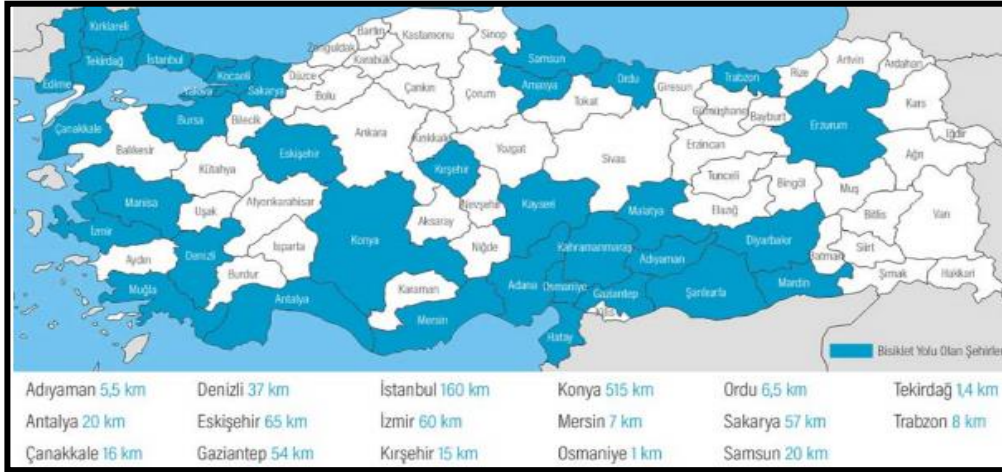 Kırklareli
Edirne
Tekirdağ
İstanbul
Kocaeli
Yalova
Sakarya
Düzce
Zonguldak
Bartın
Karabük
Kastamonu
Sinop
Samsun
Ordu
Giresun
Trabzon
Rize
Artvin
Ardahan
Çanakkale
Bursa
Bilecik
Bolu
Çankırı
Çorum
Amasya
Tokat
Gümüşhane
Bayburt
Erzurum
Kars
Iğdır
Balıkesir
Kütahya
Eskişehir
Ankara
Kırıkkale
Yozgat
Sivas
Erzincan
Ağrı
Manisa
Uşak
Afyonkarahisar
Kırşehir
Nevşehir
Kayseri
Malatya
Tunceli
Elazığ
Bingöl
Muş
Bitlis
Van
İzmir
Aydın
Denizli
Isparta
Konya
Aksaray
Niğde
Kahramanmaraş
Adıyaman
Diyarbakır
Batman
Siirt
Muğla
Burdur
Antalya
Karaman
Mersin
Adana
Osmaniye
Gaziantep
Kilis
Şanlıurfa
Mardin
Şırnak
Hakkari
Hatay
Bisiklet Yolu Olan Şehirler
Adıyaman 5,5 km Denizli 37 km İstanbul 160 km Konya 515 km Ordu 6,5 km Tekirdağ 1,4 km
Antalya 20 km Eskişehir 65 km İzmir 60 km Mersin 7 km Sakarya 57 km Trabzon 8 km
Çanakkale 16 km Gaziantep 54 km Kırşehir 15 km Osmaniye 1 km Samsun 20 km